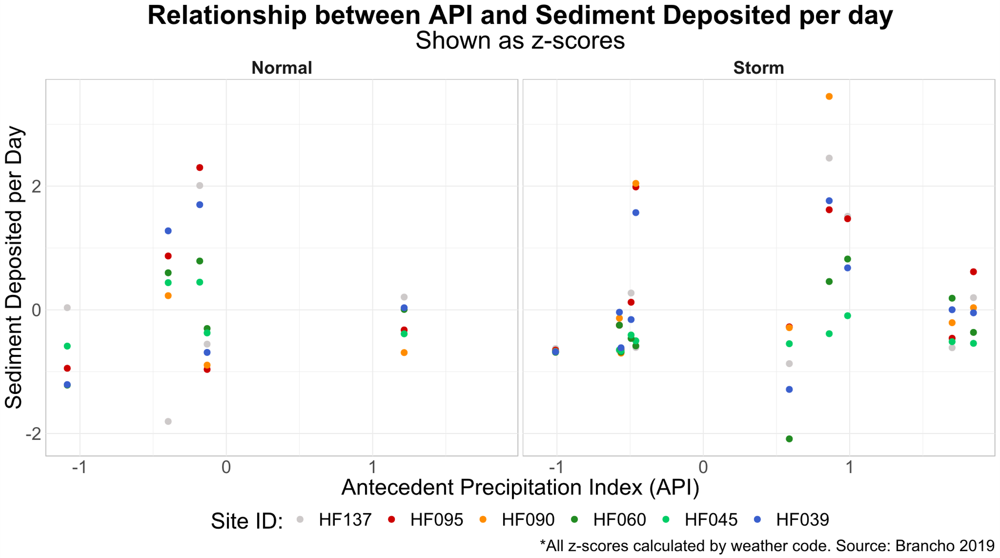 Relationship between API and Sediment Deposited per day
Shown as z-scores
Normal
Storm
Sediment Deposited per Day
2
0
-2
-1 0 1
-1 0 1
Antecedent Precipitation Index (API)
Site ID: HF137 HF095 HF090 HF060 HF045 HF039
*All z-scores calculated by weather code. Source: Brancho 2019